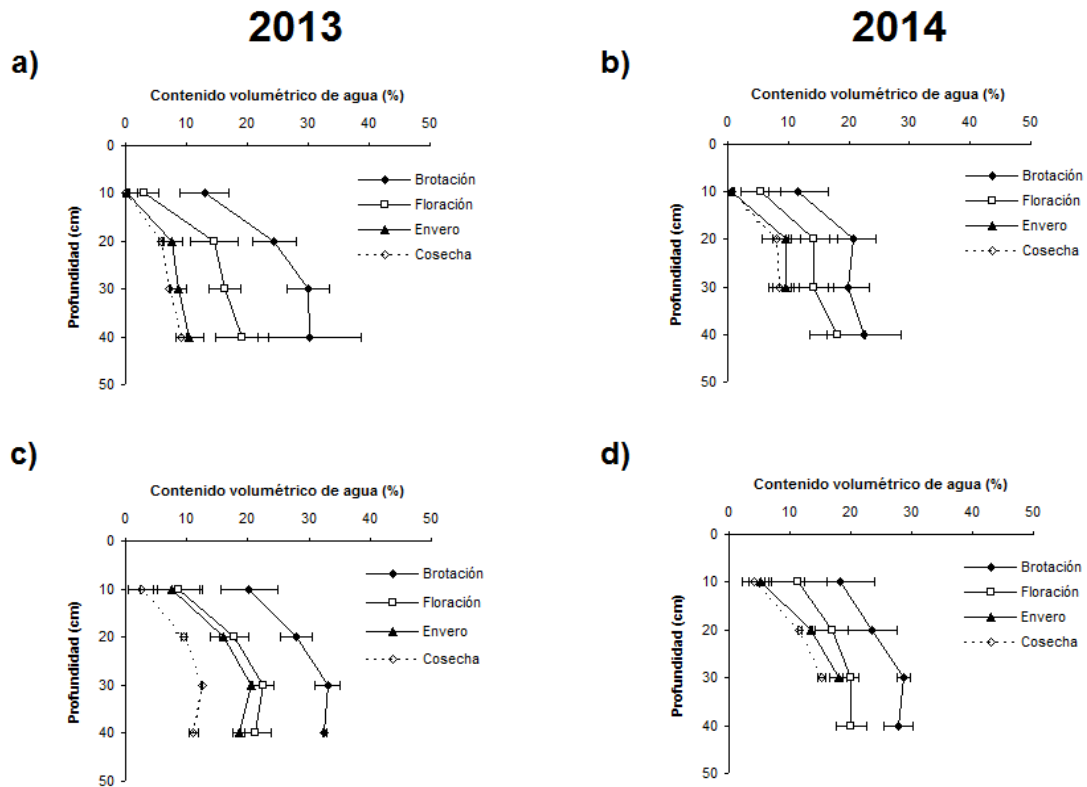 2013
2014
a)
Contenido volumétrico de agua (%)
0 10 20 30 40 50
0
10
20
30
40
50
Profundidad (cm)
Brotación
Floración
Envero
Cosecha
b)
Contenido volumétrico de agua (%)
0 10 20 30 40 50
0
10
20
30
40
50
Profundidad (cm)
Brotación
Floración
Envero
Cosecha
c)
Contenido volumétrico de agua (%)
0 10 20 30 40 50
0
10
20
30
40
50
Profundidad (cm)
Brotación
Floración
Envero
Cosecha
d)
Contenido volumétrico de agua (%)
0 10 20 30 40 50
0
10
20
30
40
50
Profundidad (cm)
Brotación
Floración
Envero
Cosecha